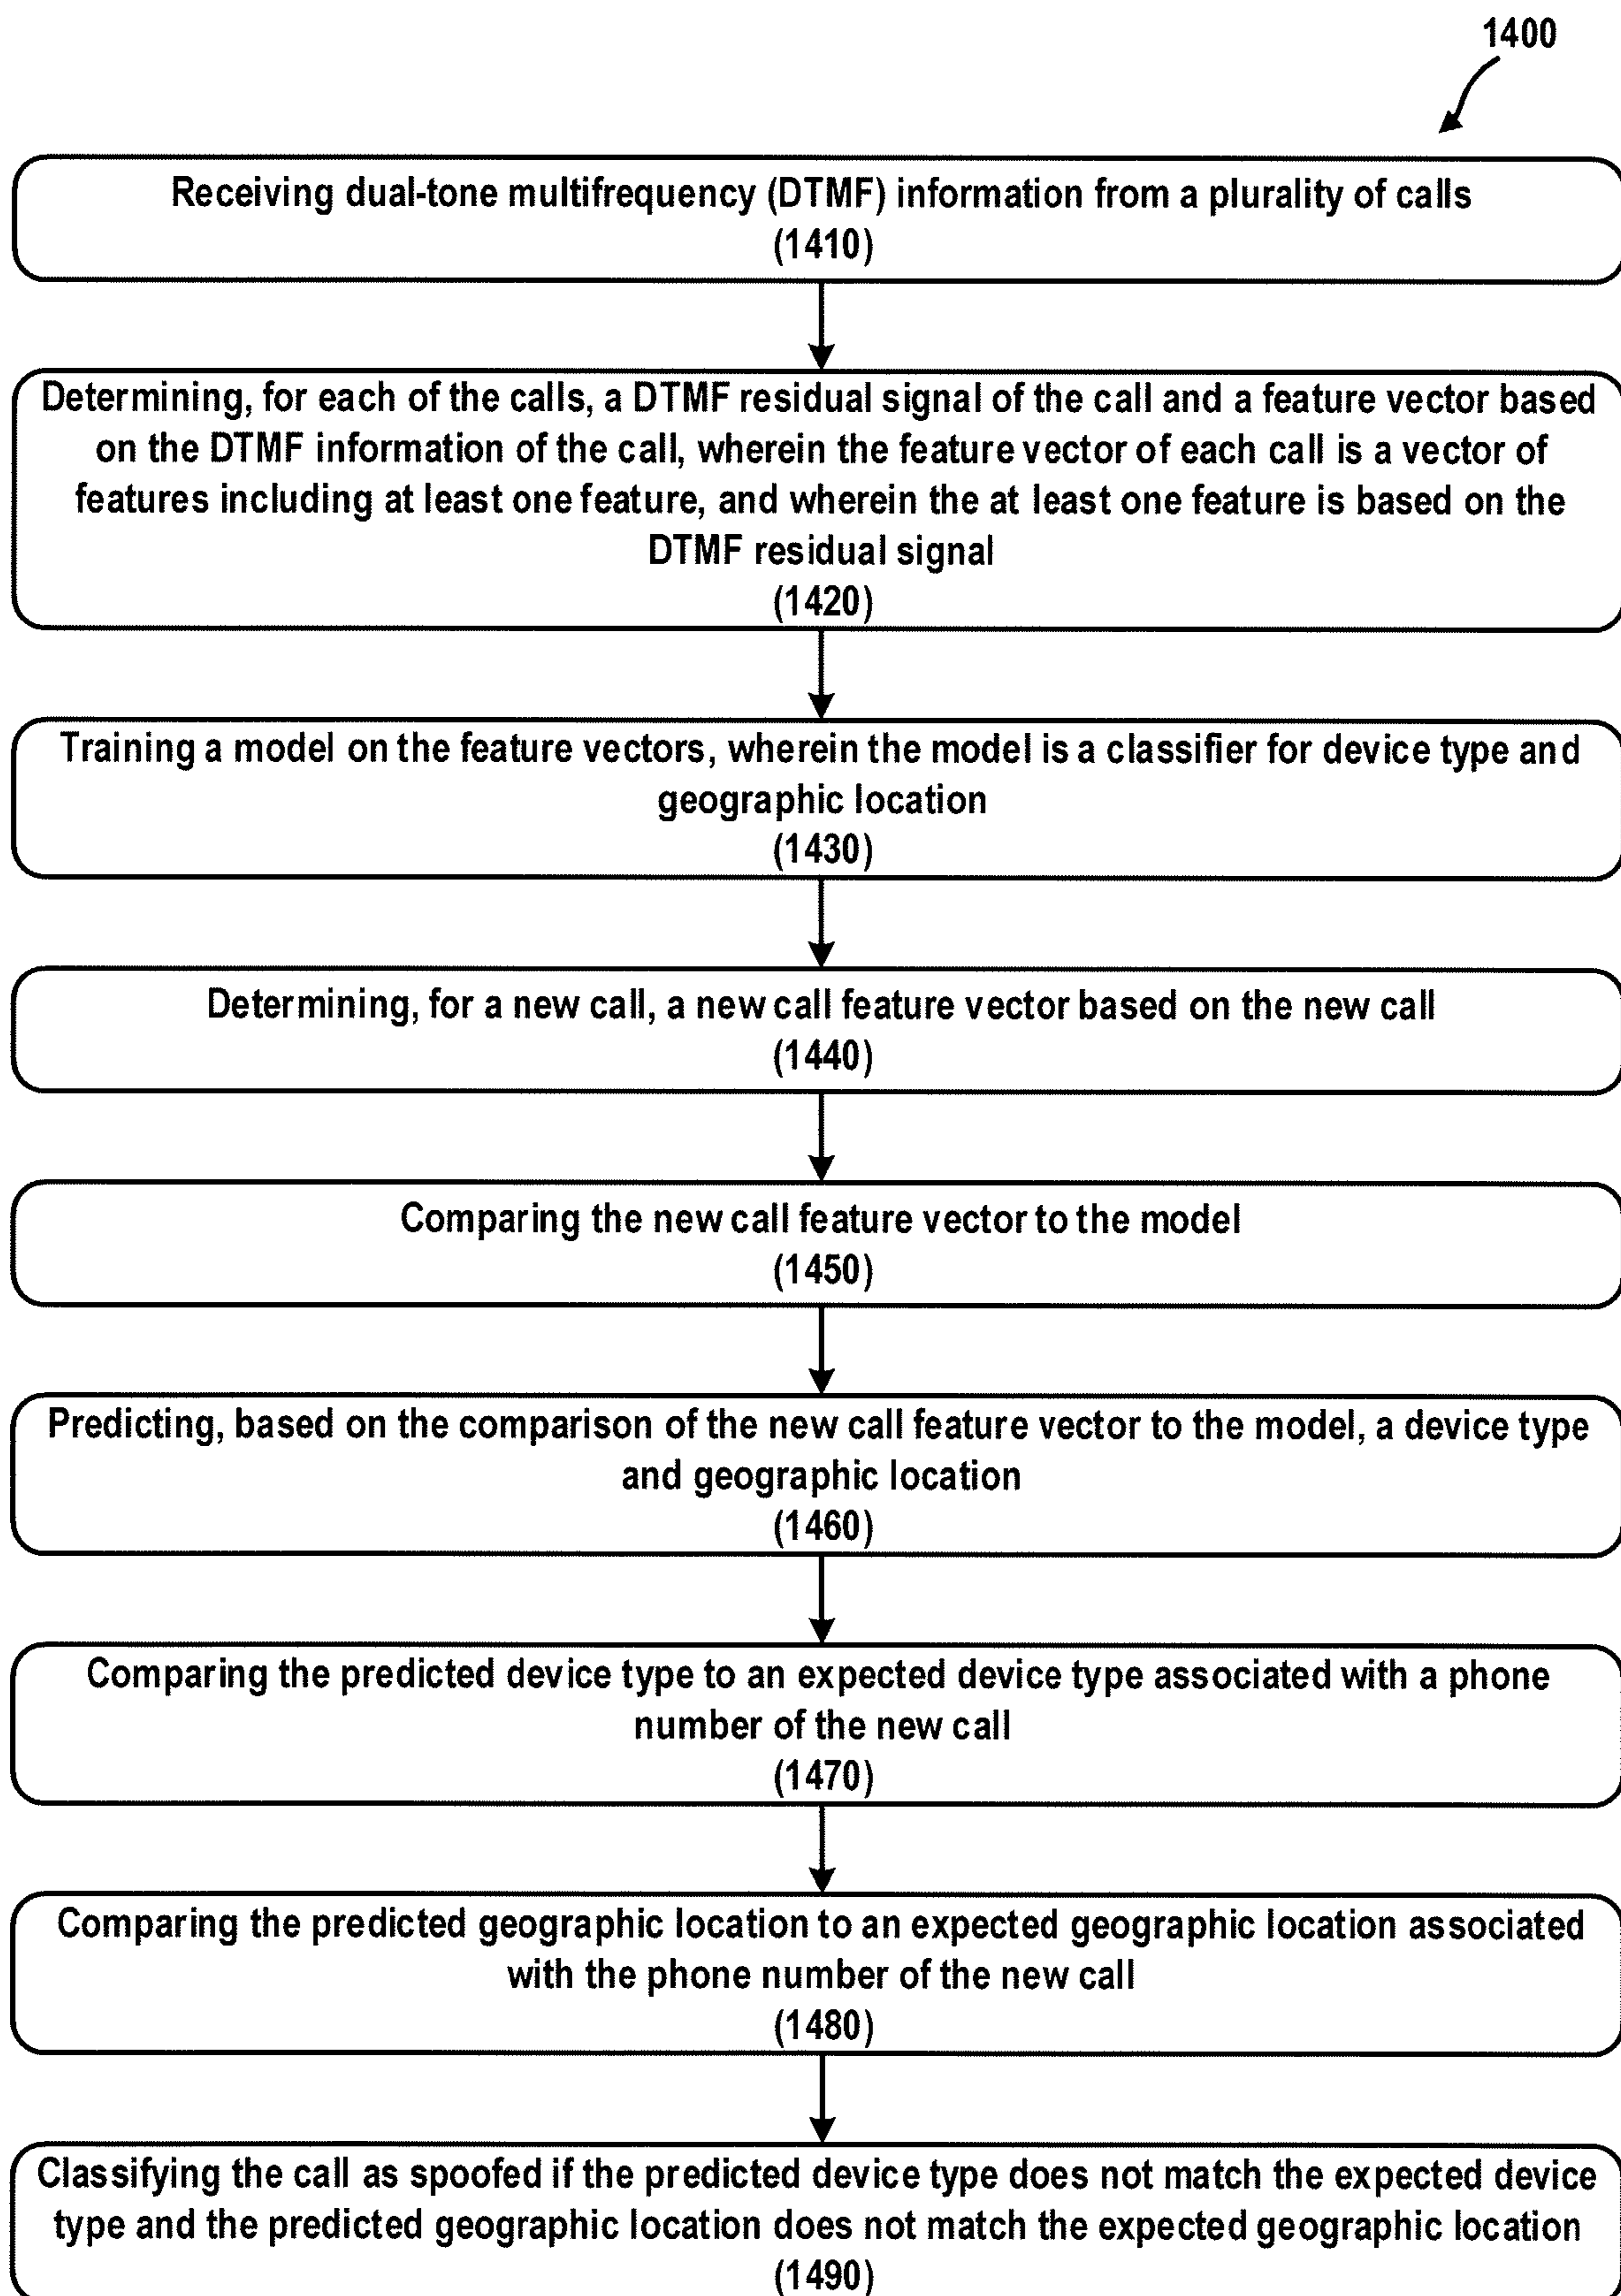 1400
Receiving dual-tone multifrequency (DTMF) information from a plurality of calls
(1410)
Determining, for each of the calls, a DTMF residual signal of the call and a feature vector based
on the DTMF information of the call, wherein the feature vector of each call is a vector of
features including at least one feature, and wherein the at least one feature is based on the
DTMF residual signal
(1420)
Training a model on the feature vectors, wherein the model is a classifier for device type and
geographic location
(1430)
Determining, for a new call, a new call feature vector based on the new call
(1440)
Comparing the new call feature vector to the model
(1450)
Predicting, based on the comparison of the new call feature vector to the model, a device type
and geographic location
(1460)
Comparing the predicted device type to an expected device type associated with a phone
number of the new call
(1470)
Comparing the predicted geographic location to an expected geographic location associated
with the phone number of the new call
(1480)
Classifying the call as spoofed if the predicted device type does not match the expected device
type and the predicted geographic location does not match the expected geographic location
(1490)